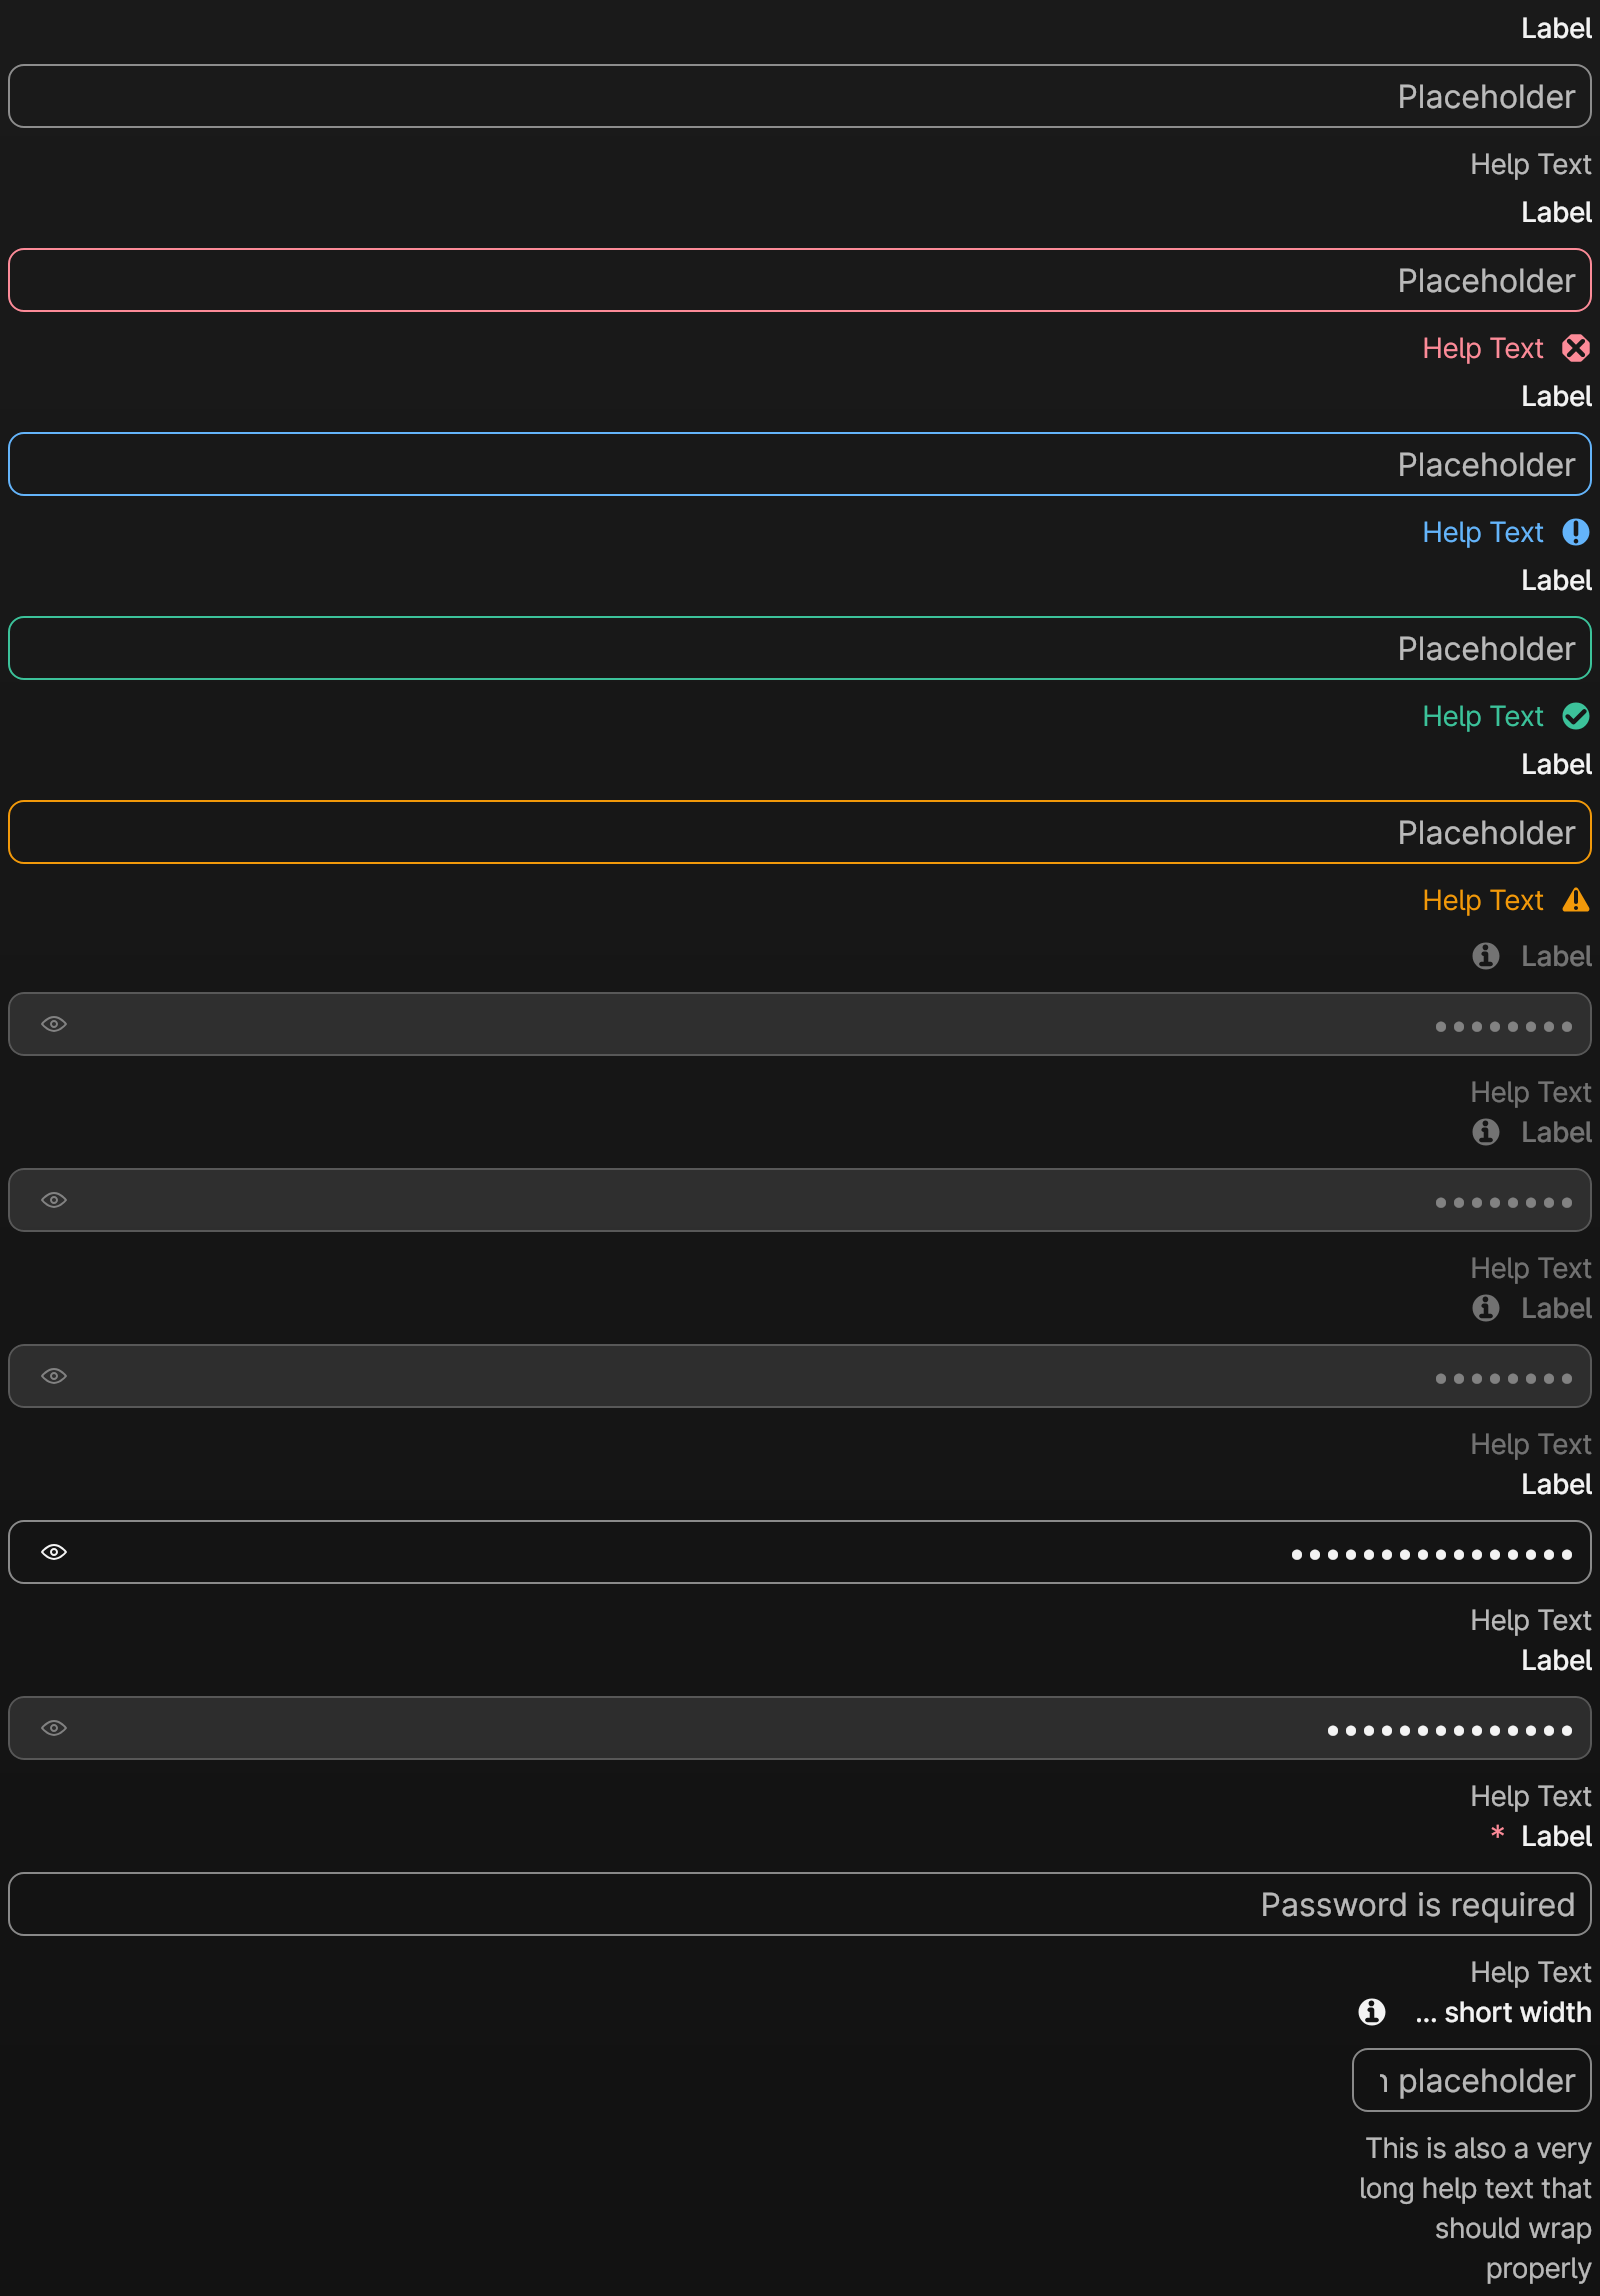 Label
Placeholder
Help Text
Label
Placeholder
Help Text
Label
Placeholder
Help Text
Label
Placeholder
Help Text
Label
Placeholder
Help Text
Label
••••••••
Help Text
Label
••••••••
Help Text
Label
••••••••
Help Text
Label
••••••••••••••••
Help Text
Label
••••••••••••••
Help Text
* Label
Password is required
Help Text
... short width
placeholder
This is also a very
long help text that
should wrap
properly